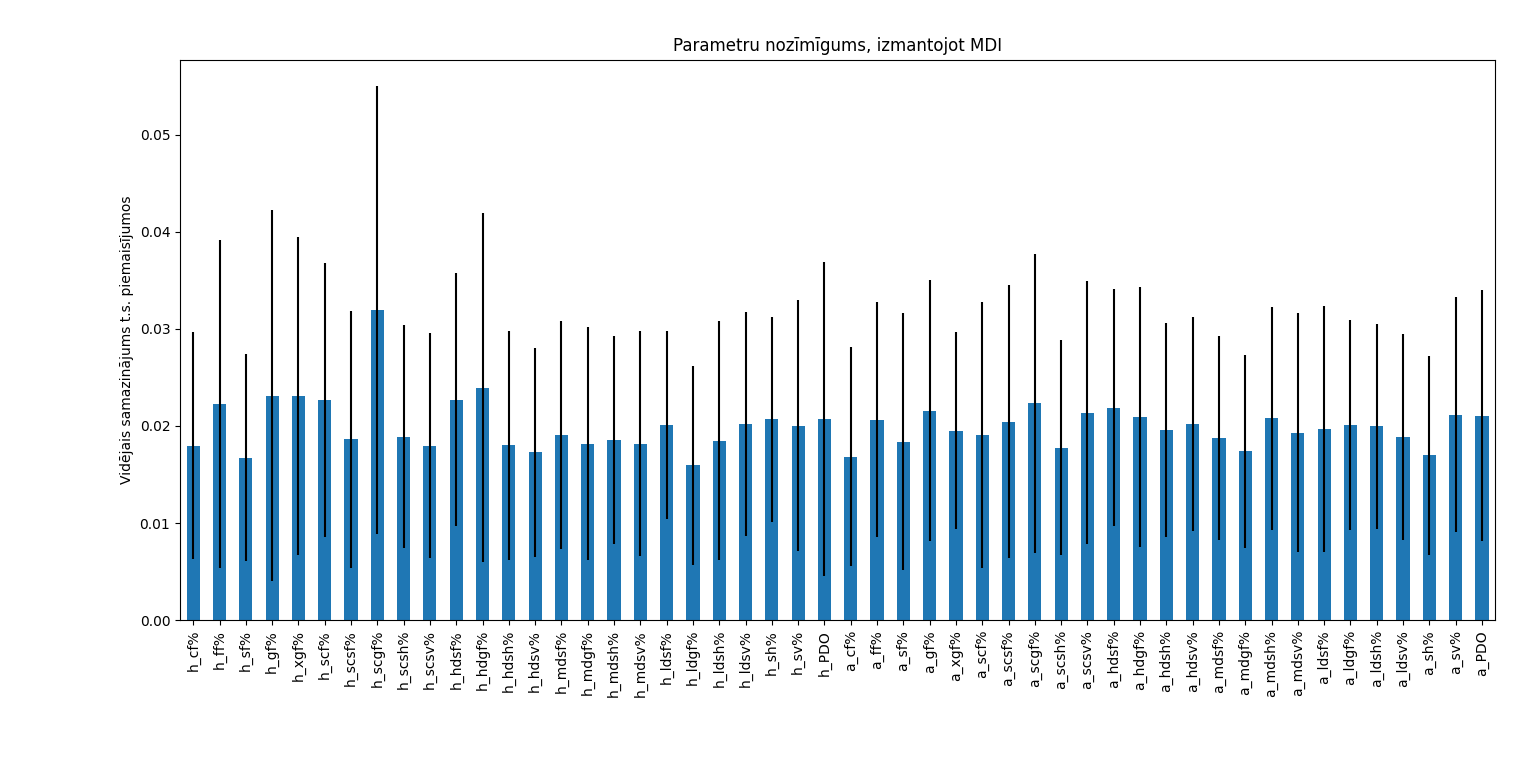 Parametru nozīmīgums, izmantojot MDI
Vidējais samazinājums t.s. piemaisījumos
0.05
0.04
0.03
0.02
0.01
0.00
h_cf%
h_ff%
h_sf%
h_gf%
h_xgf%
h_scf%
h_scsf%
h_scgf%
h_scsh%
h_scsv%
h_hdsf%
h_hdgf%
h_hdsh%
h_hdsv%
h_mdsf%
h_mdgf%
h_mdsh%
h_mdsv%
h_ldsf%
h_ldgf%
h_ldsh%
h_ldsv%
h_sh%
h_sv%
h_PDO
a_cf%
a_ff%
a_sf%
a_gf%
a_xgf%
a_scf%
a_scsf%
a_scgf%
a_scsh%
a_scsv%
a_hdsf%
a_hdgf%
a_hdsh%
a_hdsv%
a_mdsf%
a_mdgf%
a_mdsh%
a_mdsv%
a_ldsf%
a_ldgf%
a_ldsh%
a_ldsv%
a_sh%
a_sv%
a_PDO